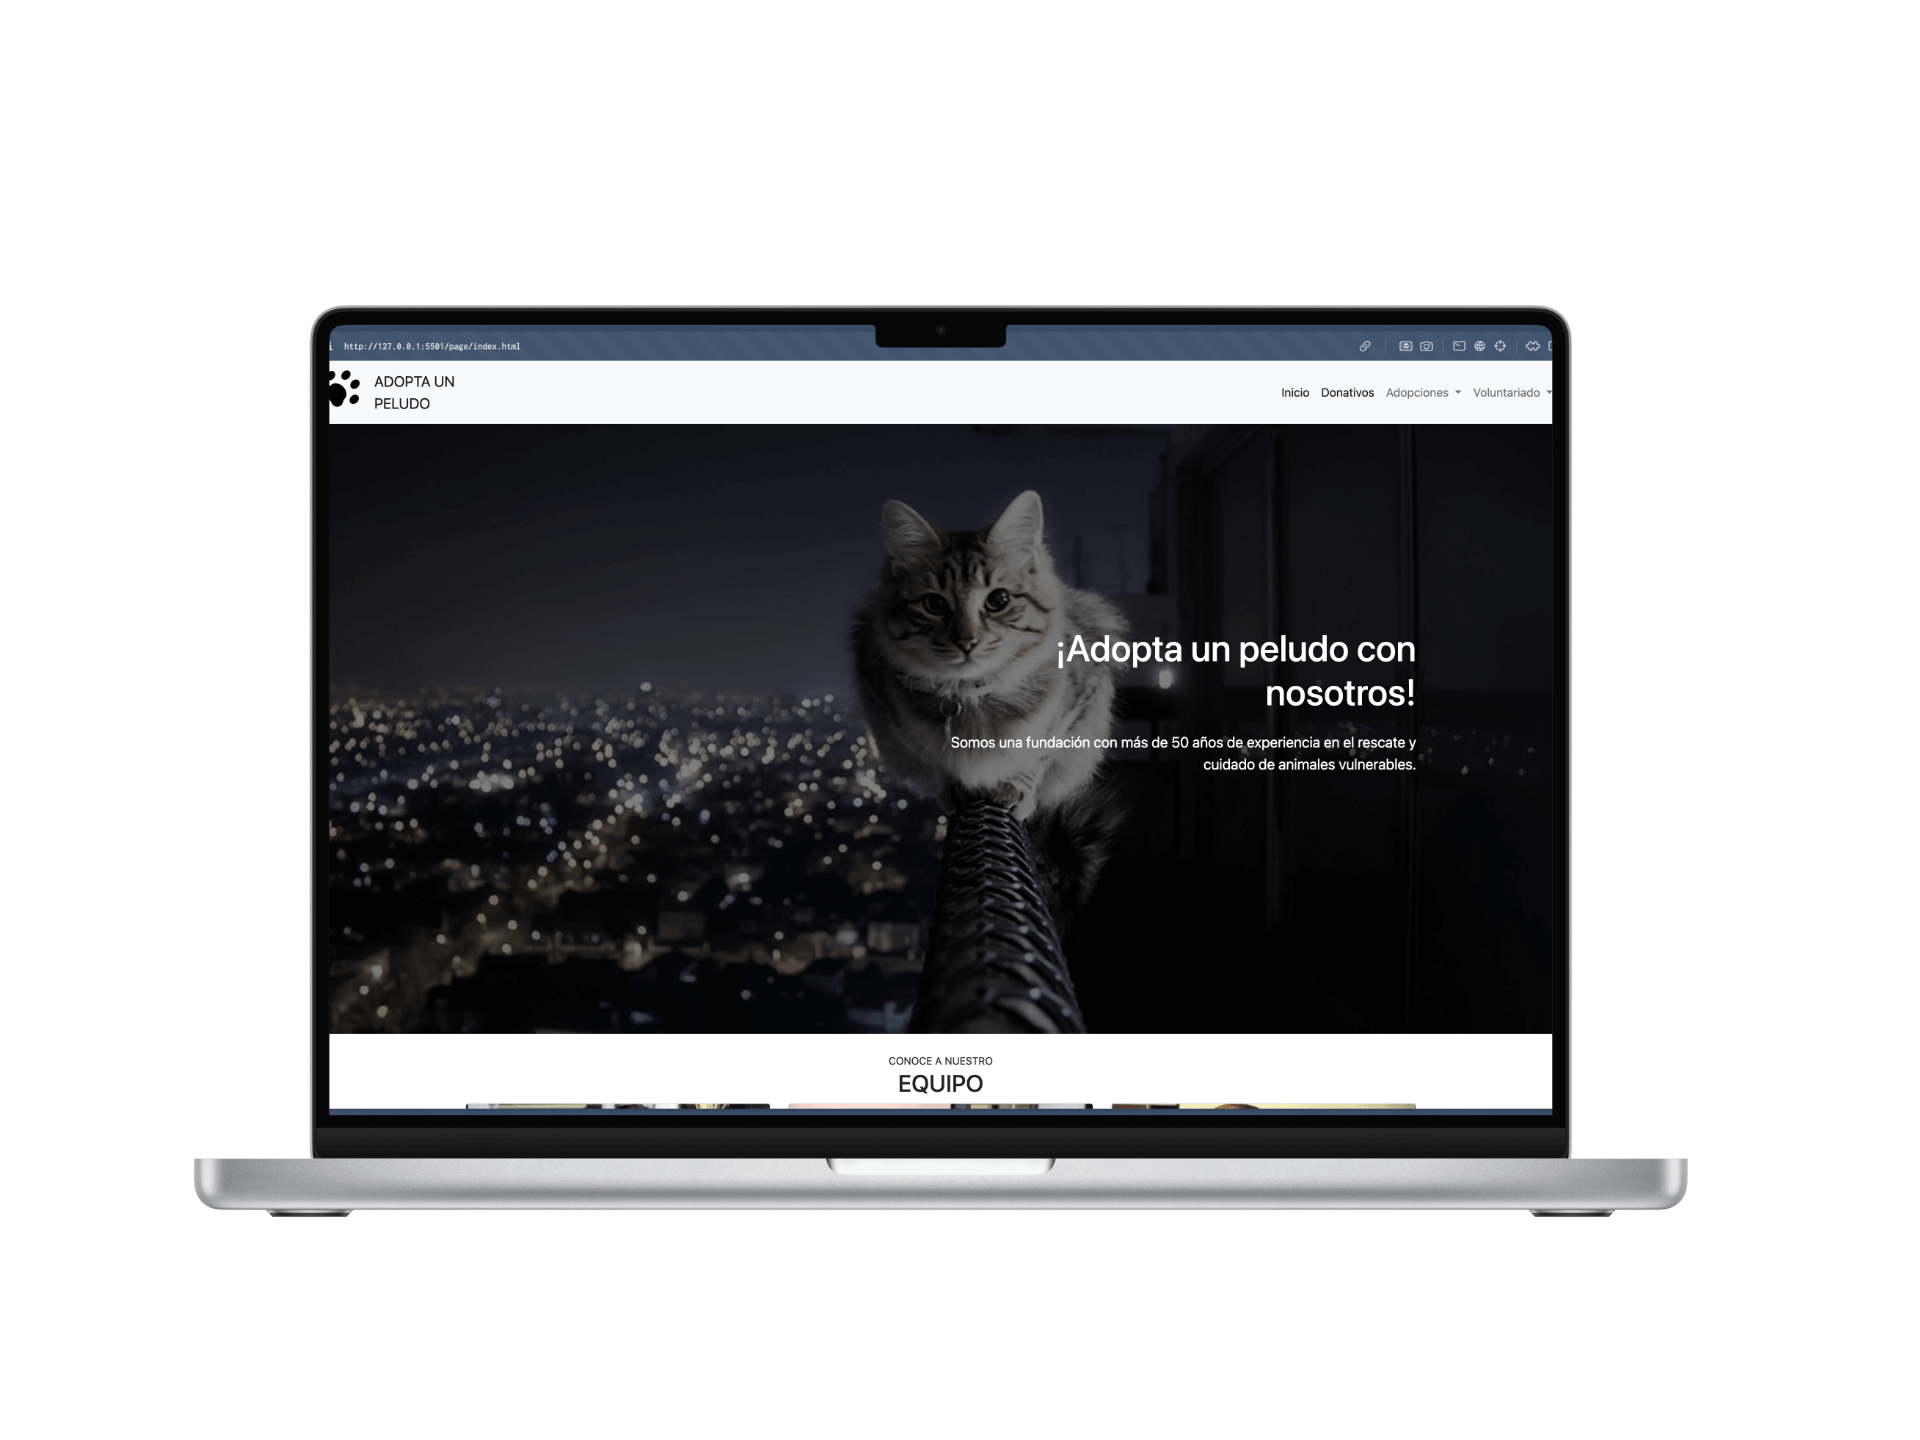 http://127.0.0.1:5501/page/index.html
ADOPTA UN
PELUDO
Inicio Donativos Adopciones Voluntariado
¡Adopta un peludo con
nosotros!
Somos una fundación con más de 50 años de experiencia en el rescate y
cuidado de animales vulnerables.
CONOCE A NUESTRO
EQUIPO